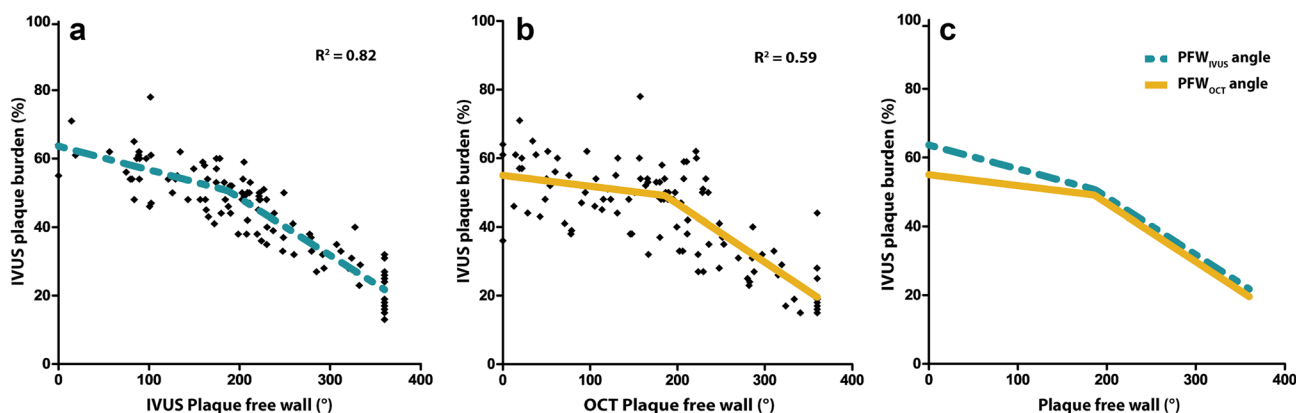 a
R² = 0.82
IVUS plaque burden (%)
100
80
60
40
20
0
0 100 200 300 400
IVUS Plaque free wall (°)
b
R² = 0.59
IVUS plaque burden (%)
100
80
60
40
20
0
0 100 200 300 400
OCT Plaque free wall (°)
c
PFW_IVUS angle
PFW_OCT angle
IVUS plaque burden (%)
100
80
60
40
20
0
0 100 200 300 400
Plaque free wall (°)